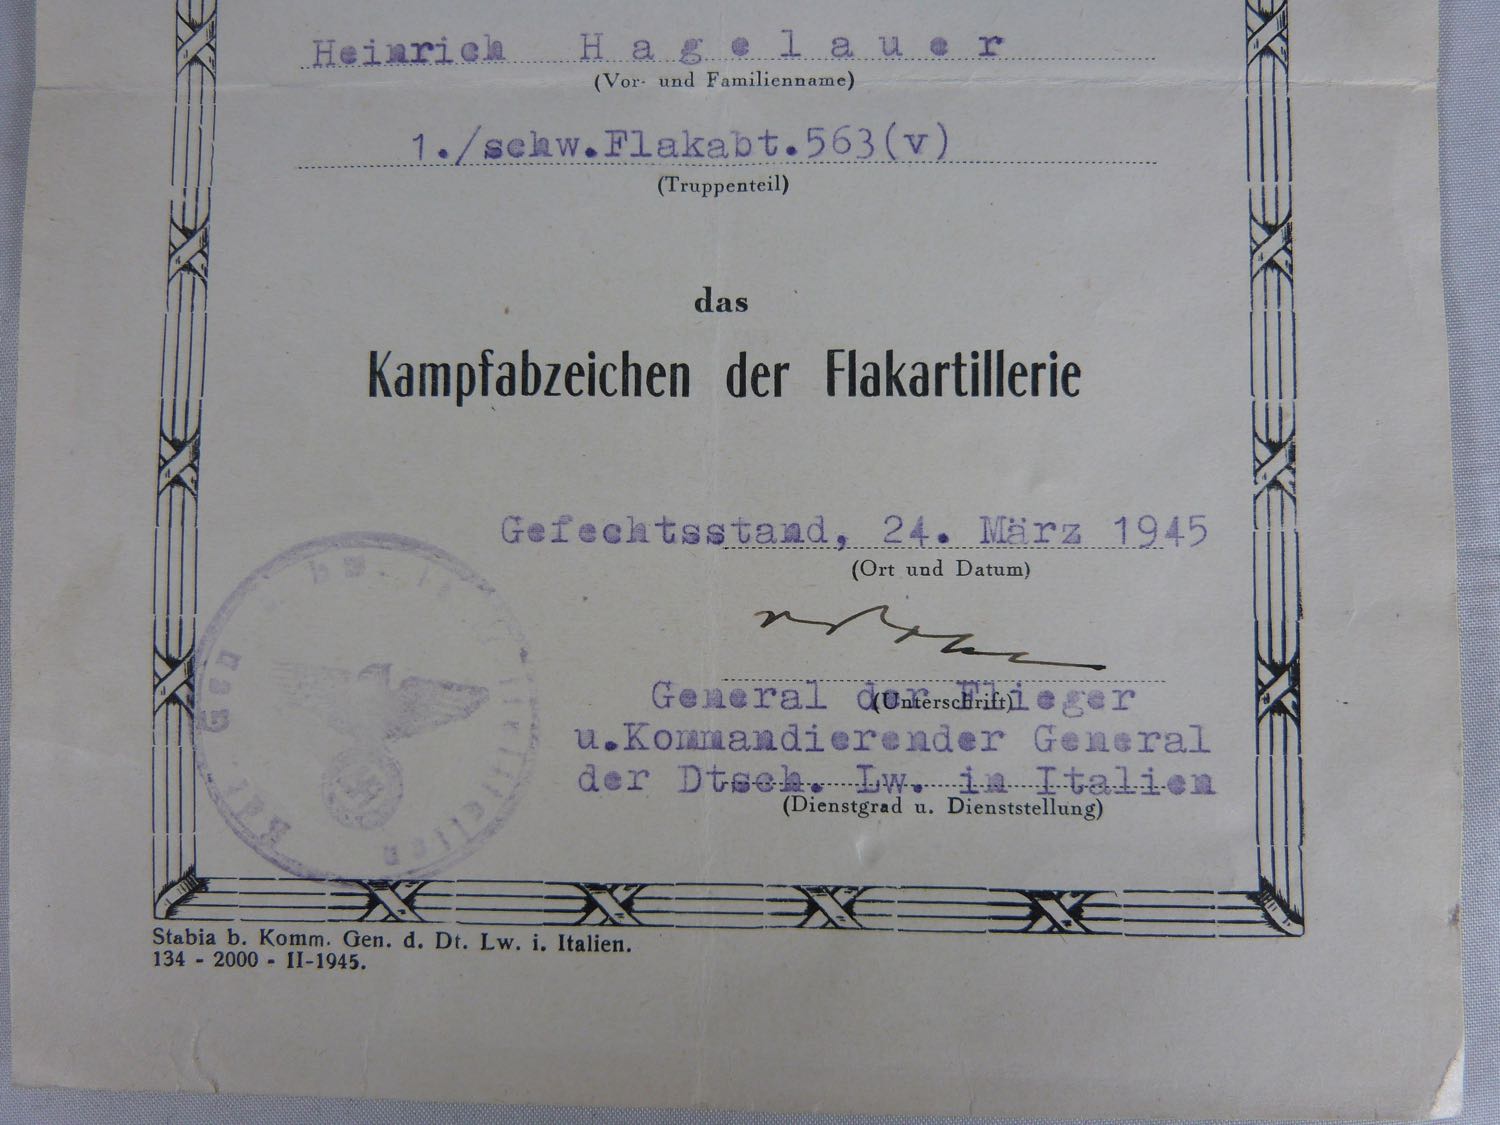 Heinrich Hagelauer
(Vor- und Familienname)
1./schw.Flakabt.563(v)
(Truppenteil)
das
Kampfabzeichen der Flakartillerie
Gefechtsstand, 24. März 1945
(Ort und Datum)
General der Flieger
(Unterschrift)
u.Kommandierender General
der Dtsch. Lw. in Italien
(Dienstgrad u. Dienststellung)
Stabia b. Komm. Gen. d. Dt. Lw. i. Italien.
134 - 2000 - II-1945.